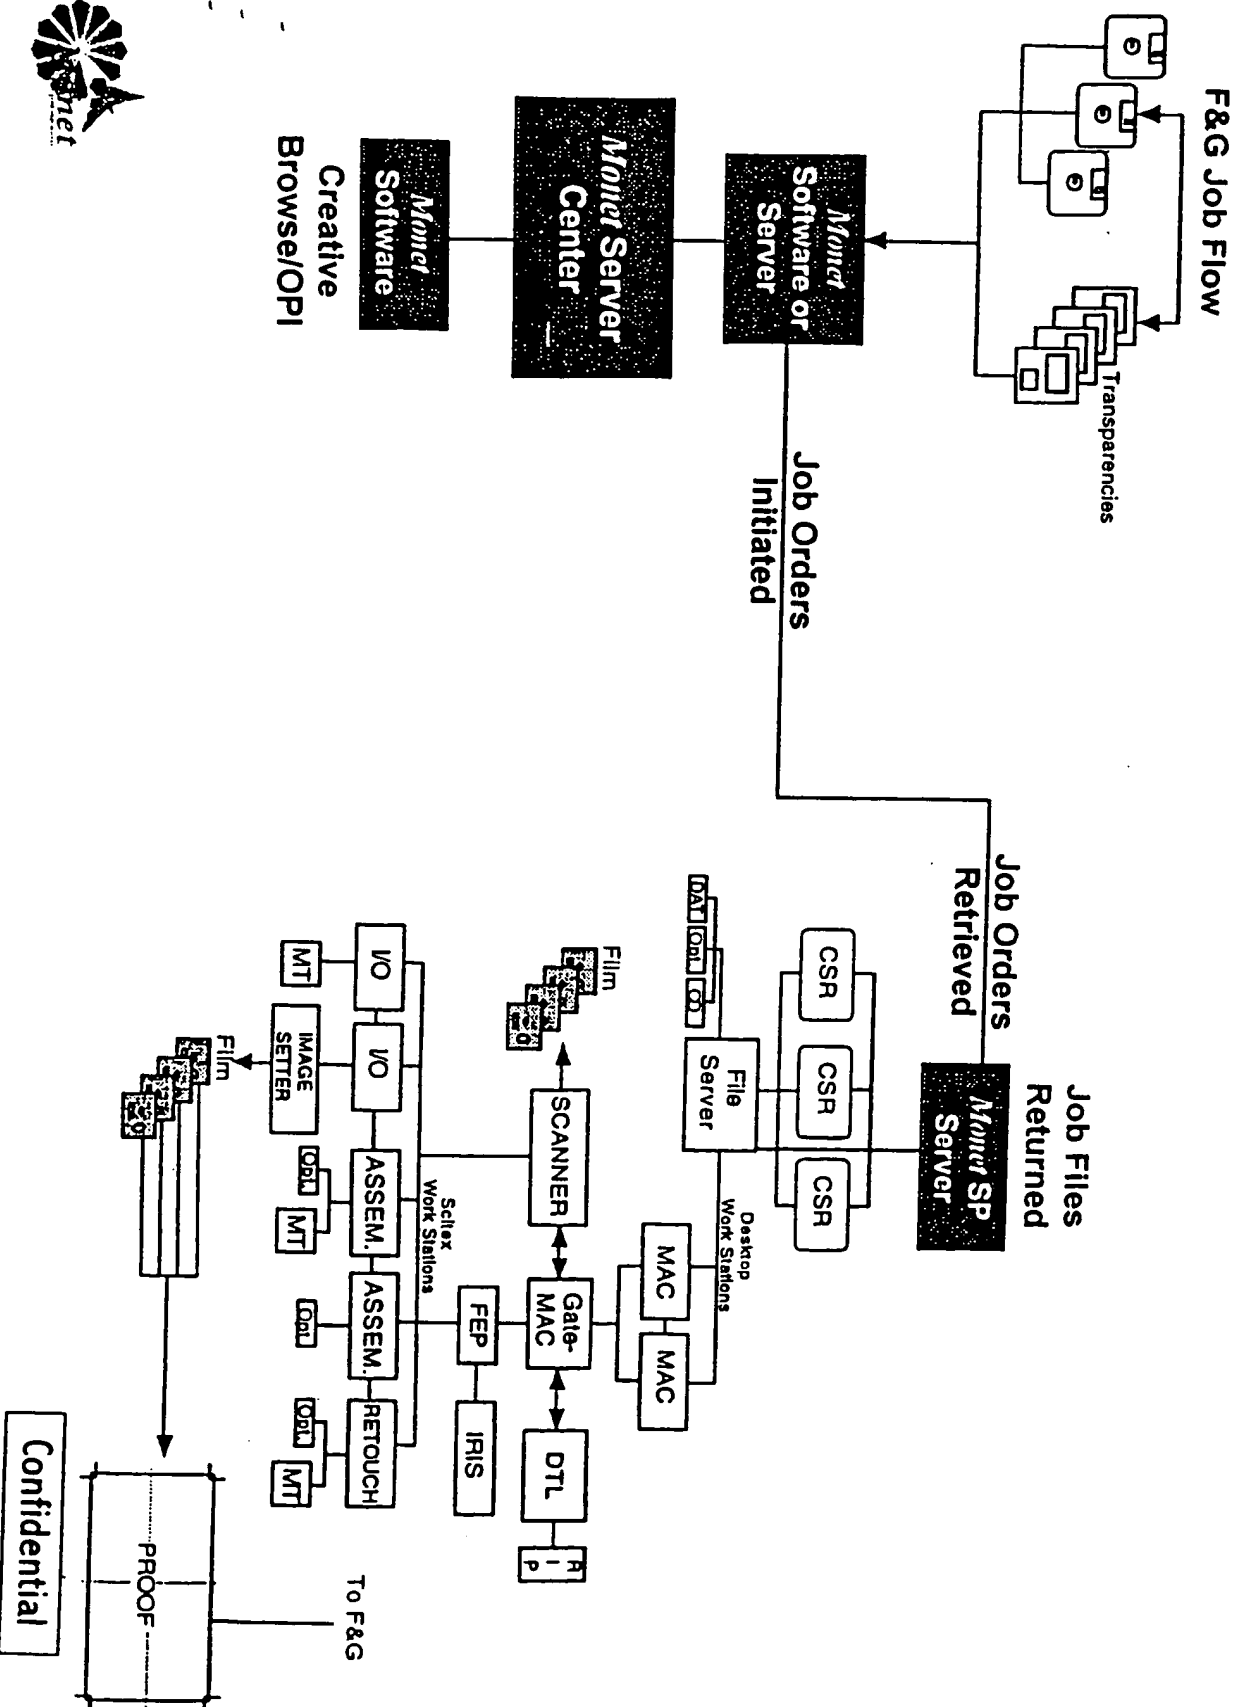 F&G Job Flow
Transparencies
Monet
Software or
Server
Monet Server
Center
Monet
Software
Creative
Browse/OPI
Job Orders
Initiated
Job Orders
Retrieved
Job Files
Returned
Monet SP
Server
CSR
CSR
CSR
DAT
Opt.
CD
File
Server
Desktop
Work Stations
MAC
MAC
Film
SCANNER
Gate-
MAC
DTL
R
I
P
FEP
IRIS
Scitex
Work Stations
I/O
I/O
ASSEM.
ASSEM.
RETOUCH
MT
IMAGE
SETTER
Opt.
MT
Opt.
Opt.
MT
Film
PROOF
To F&G
Confidential